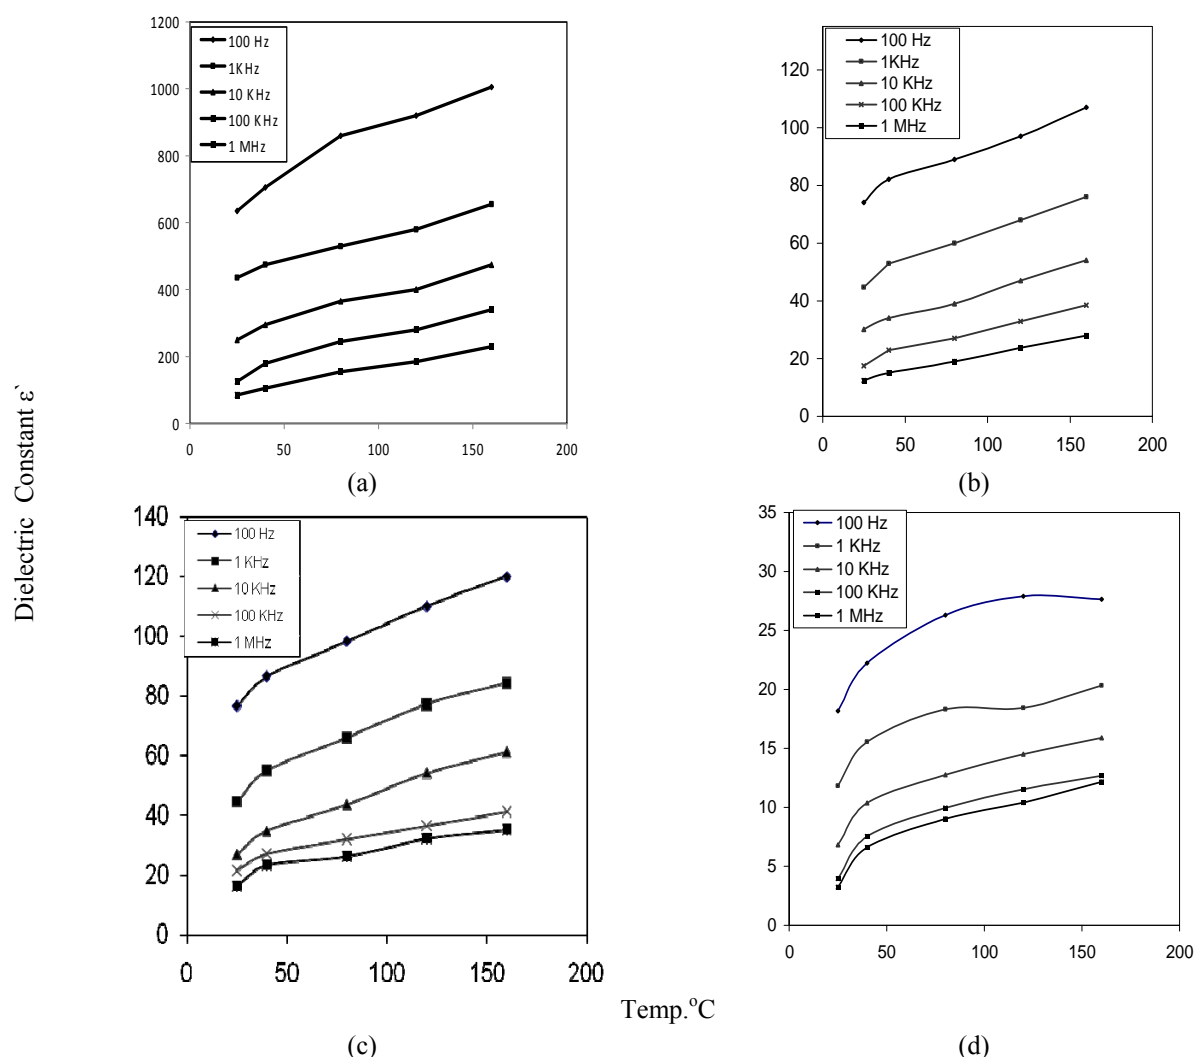 Dielectric Constant ε`
1200
1000
800
600
400
200
0
0
50
100
150
200
100 Hz
1KHz
10 KHz
100 KHz
1 MHz
(a)
120
100
80
60
40
20
0
0
50
100
150
200
100 Hz
1KHz
10 KHz
100 KHz
1 MHz
(b)
140
120
100
80
60
40
20
0
0
50
100
150
200
100 Hz
1 KHz
10 KHz
100 KHz
1 MHz
35
30
25
20
15
10
5
0
0
50
100
150
200
100 Hz
1 KHz
10 KHz
100 KHz
1 MHz
Temp.⁰C
(c)
(d)